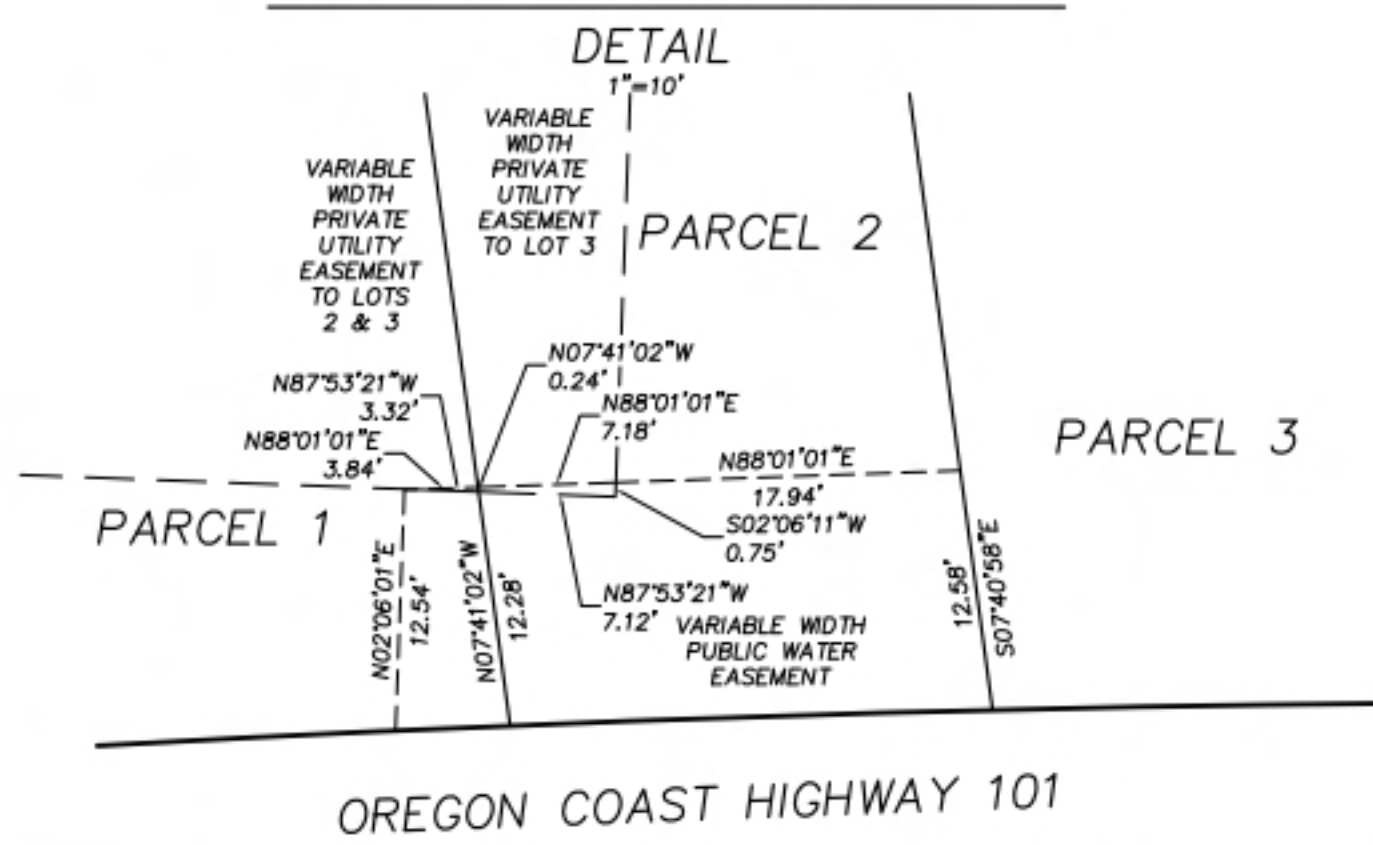 DETAIL
1"=10'
VARIABLE
WIDTH
PRIVATE
UTILITY
EASEMENT
TO LOTS
2 & 3
VARIABLE
WIDTH
PRIVATE
UTILITY
EASEMENT
TO LOT 3
PARCEL 2
N07°41'02"W
0.24'
N87°53'21"W
3.32'
N88°01'01"E
7.18'
N88°01'01"E
3.84'
PARCEL 3
N88°01'01"E
17.94'
PARCEL 1
S02°06'11"W
0.75'
N02°06'01"E
12.54'
N07°41'02"W
12.28'
N87°53'21"W
7.12'
VARIABLE WIDTH
PUBLIC WATER
EASEMENT
12.58'
S07°40'58"E
OREGON COAST HIGHWAY 101